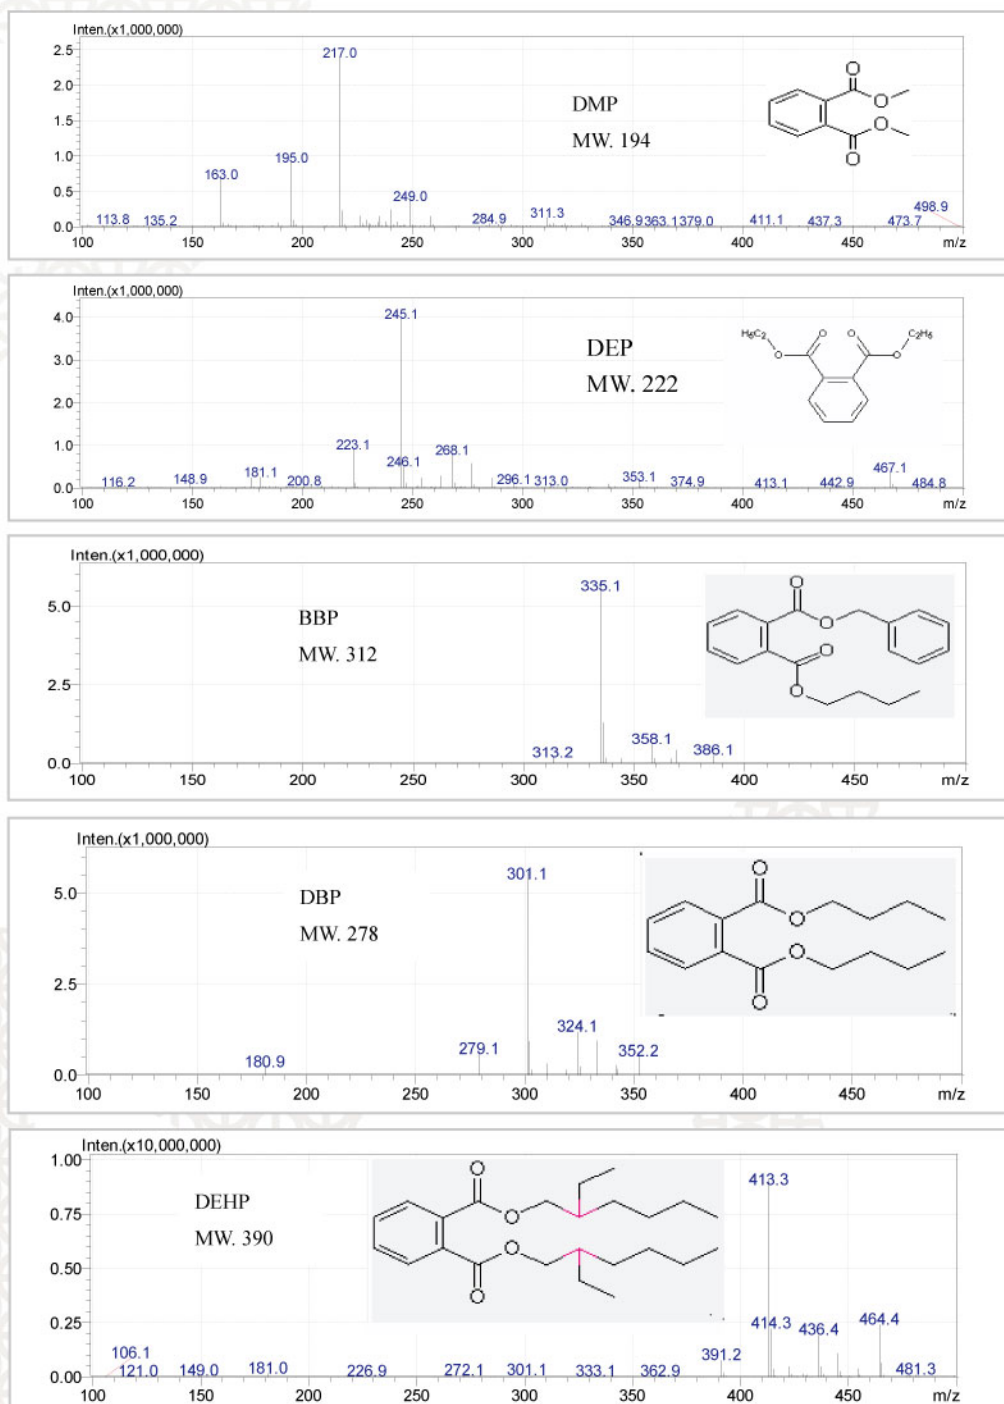 Inten.(x1,000,000)
2.5
2.0
1.5
1.0
0.5
0.0
217.0
195.0
163.0
249.0
113.8
135.2
284.9
311.3
346.9
363.1
379.0
411.1
437.3
473.7
498.9
DMP
MW. 194
O
O
O
O
100 150 200 250 300 350 400 450 m/z
Inten.(x1,000,000)
4.0
3.0
2.0
1.0
0.0
245.1
223.1
246.1
268.1
116.2
148.9
181.1
200.8
296.1
313.0
353.1
374.9
413.1
442.9
467.1
484.8
DEP
MW. 222
H5C2 O O C2H5
O O
100 150 200 250 300 350 400 450 m/z
Inten.(x1,000,000)
5.0
2.5
0.0
335.1
313.2
358.1
386.1
BBP
MW. 312
O
O
O
O
100 150 200 250 300 350 400 450 m/z
Inten.(x1,000,000)
5.0
2.5
0.0
301.1
180.9
279.1
324.1
352.2
DBP
MW. 278
O
O
O
O
100 150 200 250 300 350 400 450 m/z
Inten.(x10,000,000)
1.00
0.75
0.50
0.25
0.00
413.3
414.3
436.4
464.4
391.2
106.1
121.0
149.0
181.0
226.9
272.1
301.1
333.1
362.9
481.3
DEHP
MW. 390
O
O
O
O
100 150 200 250 300 350 400 450 m/z